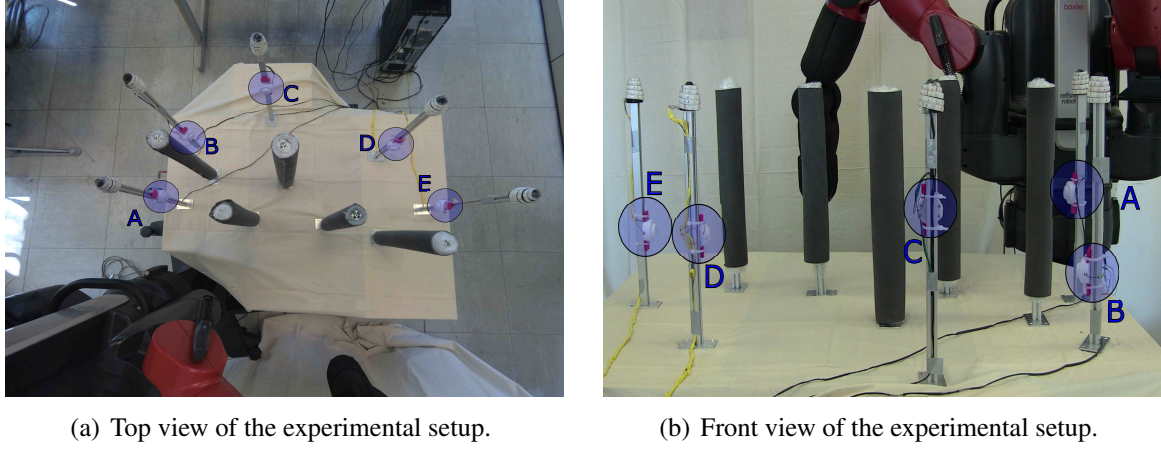 A
B
C
D
E
baxter
E
D
C
A
B
(a) Top view of the experimental setup.
(b) Front view of the experimental setup.